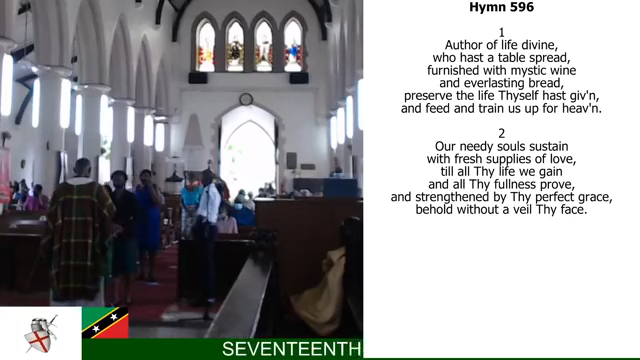 Hymn 596
1
Author of life divine,
who hast a table spread,
furnished with mystic wine
and everlasting bread,
preserve the life Thyself hast giv'n,
and feed and train us up for heav'n.
2
Our needy souls sustain
with fresh supplies of love,
till all Thy life we gain
and all Thy fullness prove,
and strengthened by Thy perfect grace,
behold without a veil Thy face.
SEVENTEENTH